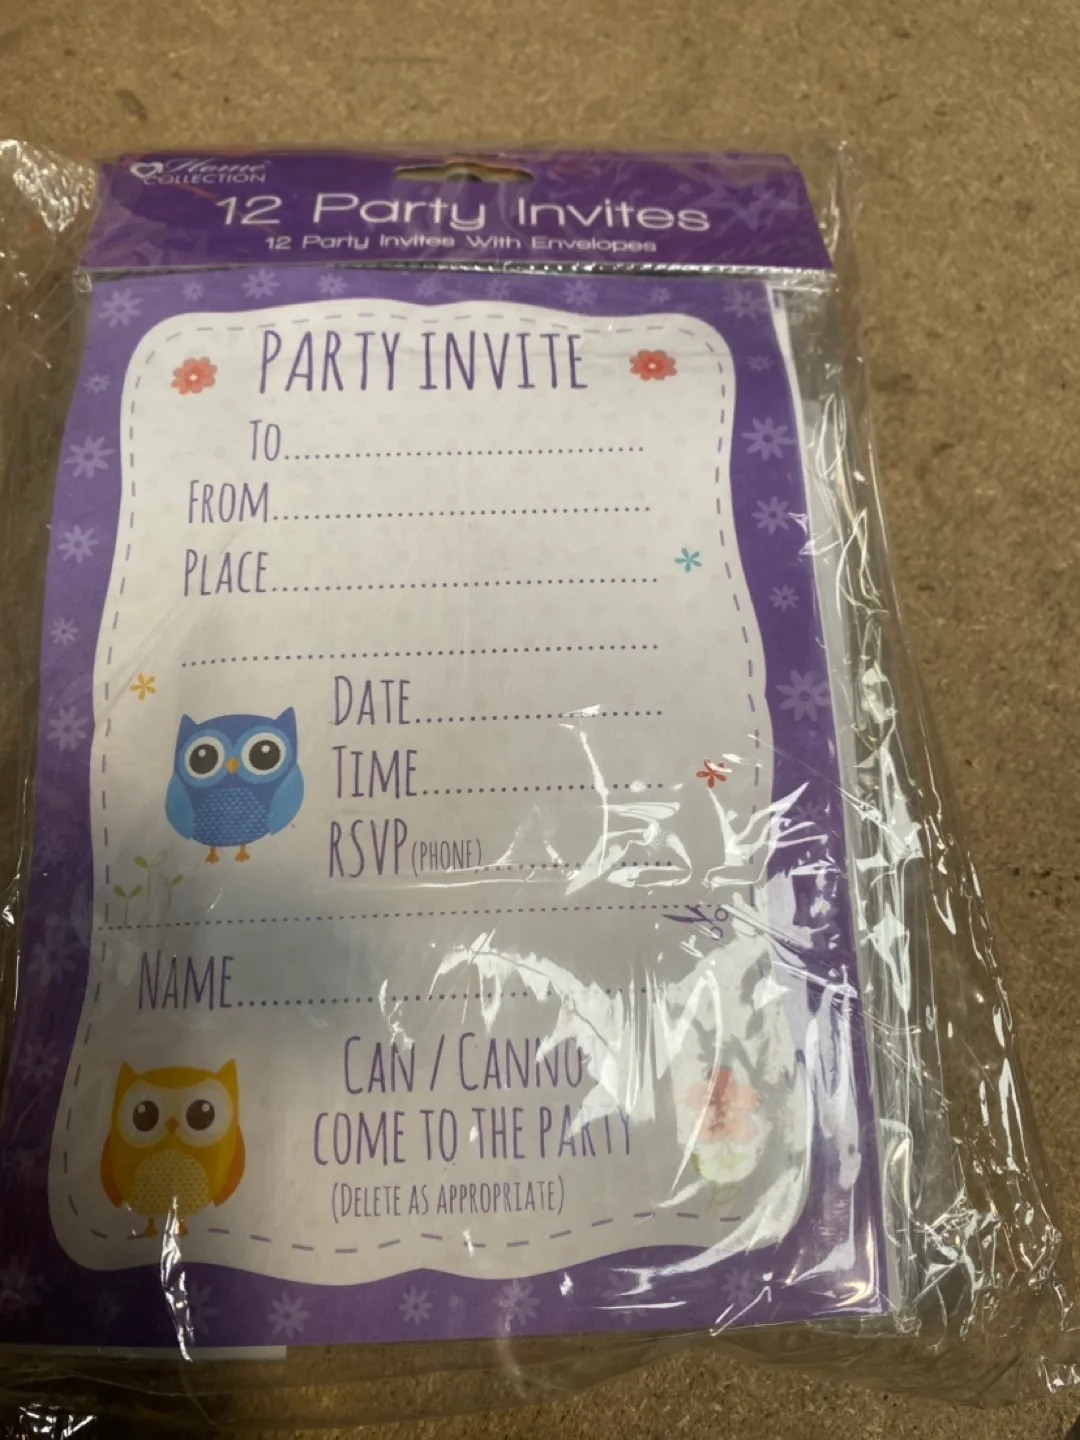 Home
COLLECTION
12 Party Invites
12 Party Invites With Envelopes
PARTY INVITE
TO..........................................
FROM..........................................
PLACE..........................................
..........................................
DATE..........................
TIME..........................
RSVP (PHONE)......................
NAME..........................................
CAN / CANNO
COME TO THE PARTY
(DELETE AS APPROPRIATE)